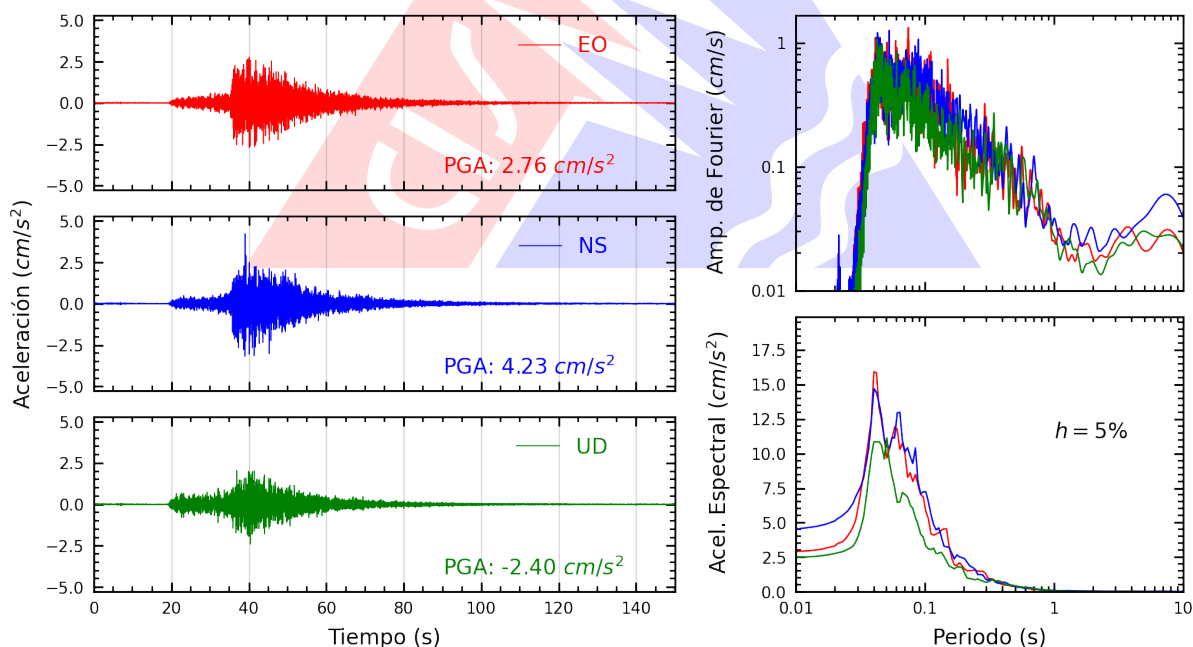 Aceleración (cm/s²)
5.0
2.5
0.0
−2.5
−5.0
EO
PGA: 2.76 cm/s²
5.0
2.5
0.0
−2.5
−5.0
NS
PGA: 4.23 cm/s²
5.0
2.5
0.0
−2.5
−5.0
UD
PGA: -2.40 cm/s²
0 20 40 60 80 100 120 140
Tiempo (s)
Amp. de Fourier (cm/s)
1
0.1
0.01
Acel. Espectral (cm/s²)
17.5
15.0
12.5
10.0
7.5
5.0
2.5
0.0
h = 5%
0.01 0.1 1 10
Periodo (s)